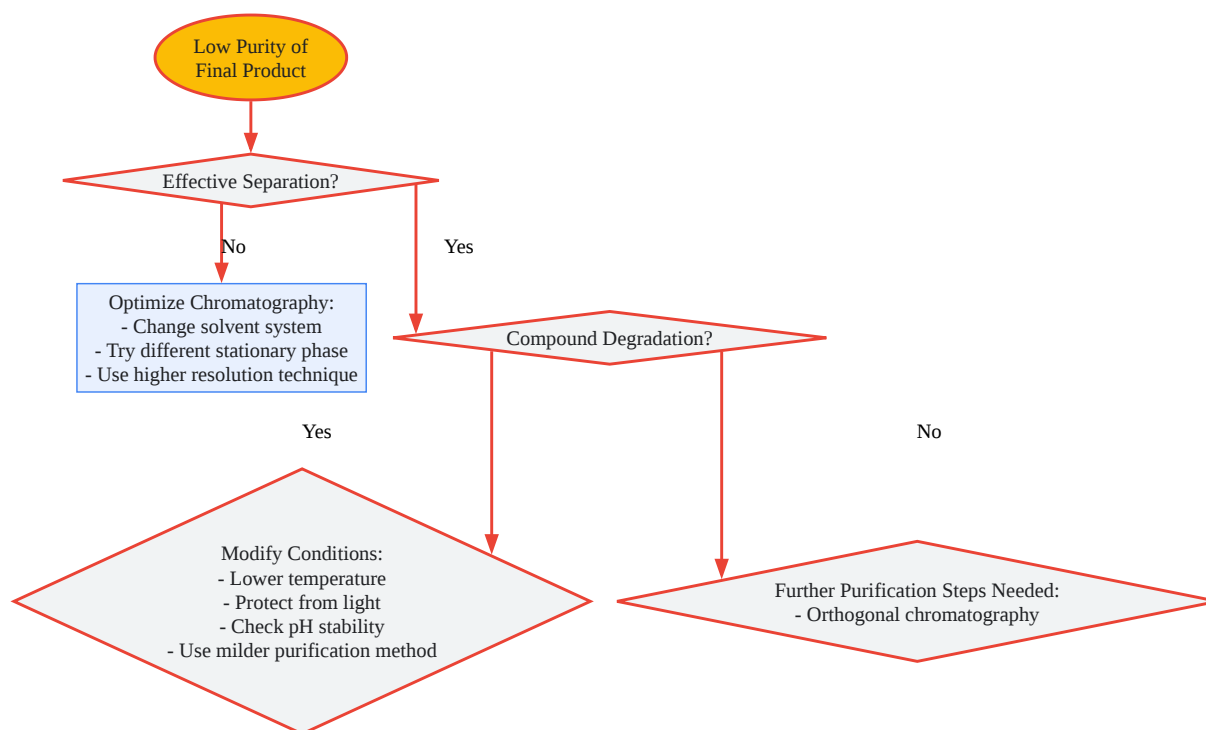 Low Purity of
Final Product
Effective Separation?
No
Yes
Optimize Chromatography:
- Change solvent system
- Try different stationary phase
- Use higher resolution technique
Compound Degradation?
Yes
No
Modify Conditions:
- Lower temperature
- Protect from light
- Check pH stability
- Use milder purification method
Further Purification Steps Needed:
- Orthogonal chromatography